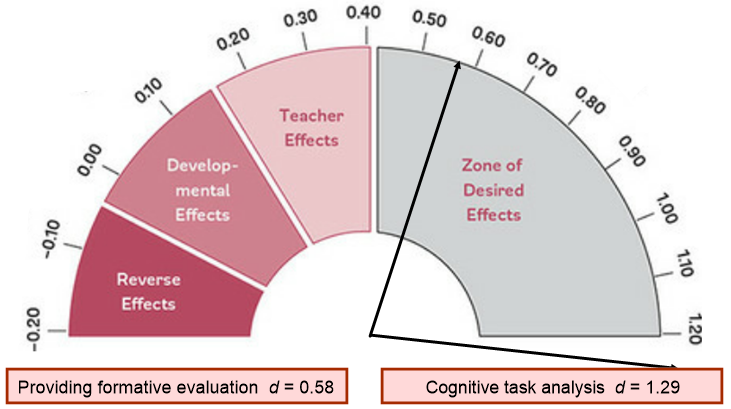 -0.20
-0.10
0.00
0.10
0.20
0.30
0.40
0.50
0.60
0.70
0.80
0.90
1.00
1.10
1.20
Reverse
Effects
Develop-
mental
Effects
Teacher
Effects
Zone of
Desired
Effects
Providing formative evaluation d = 0.58
Cognitive task analysis d = 1.29